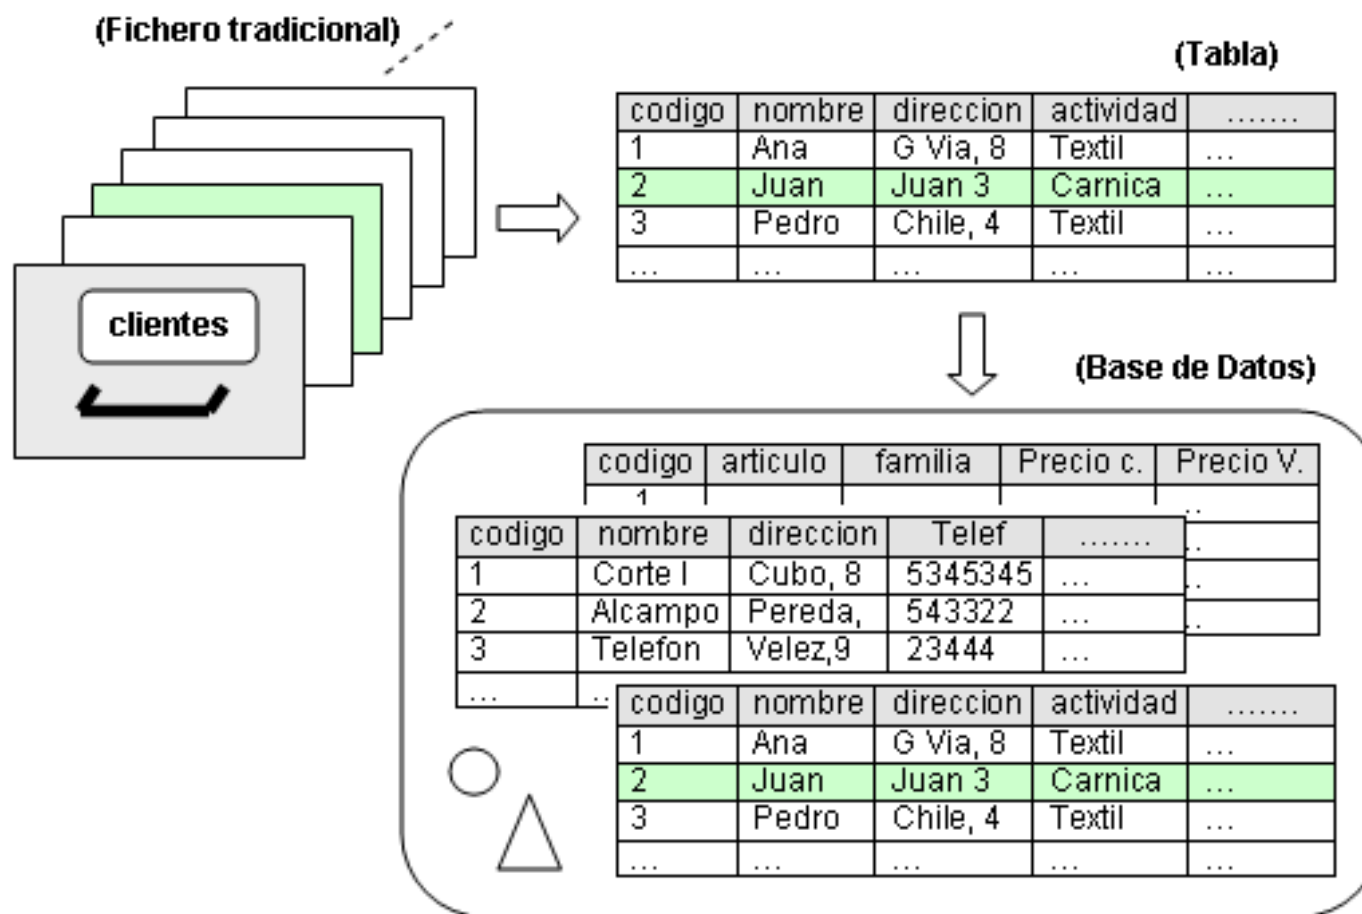 (Fichero tradicional)
(Tabla)
codigo nombre direccion actividad .......
1 Ana G Via, 8 Textil ...
2 Juan Juan 3 Carnica ...
3 Pedro Chile, 4 Textil ...
... ... ... ... ...
clientes
(Base de Datos)
codigo articulo familia Precio c. Precio V.
1 ..
codigo nombre direccion Telef ....... ..
1 Corte I Cubo, 8 5345345 ... ..
2 Alcampo Pereda, 543322 ... ..
3 Telefon Velez,9 23444 ...
... ..
codigo nombre direccion actividad .......
1 Ana G Via, 8 Textil ...
2 Juan Juan 3 Carnica ...
3 Pedro Chile, 4 Textil ...
... ... ... ... ...